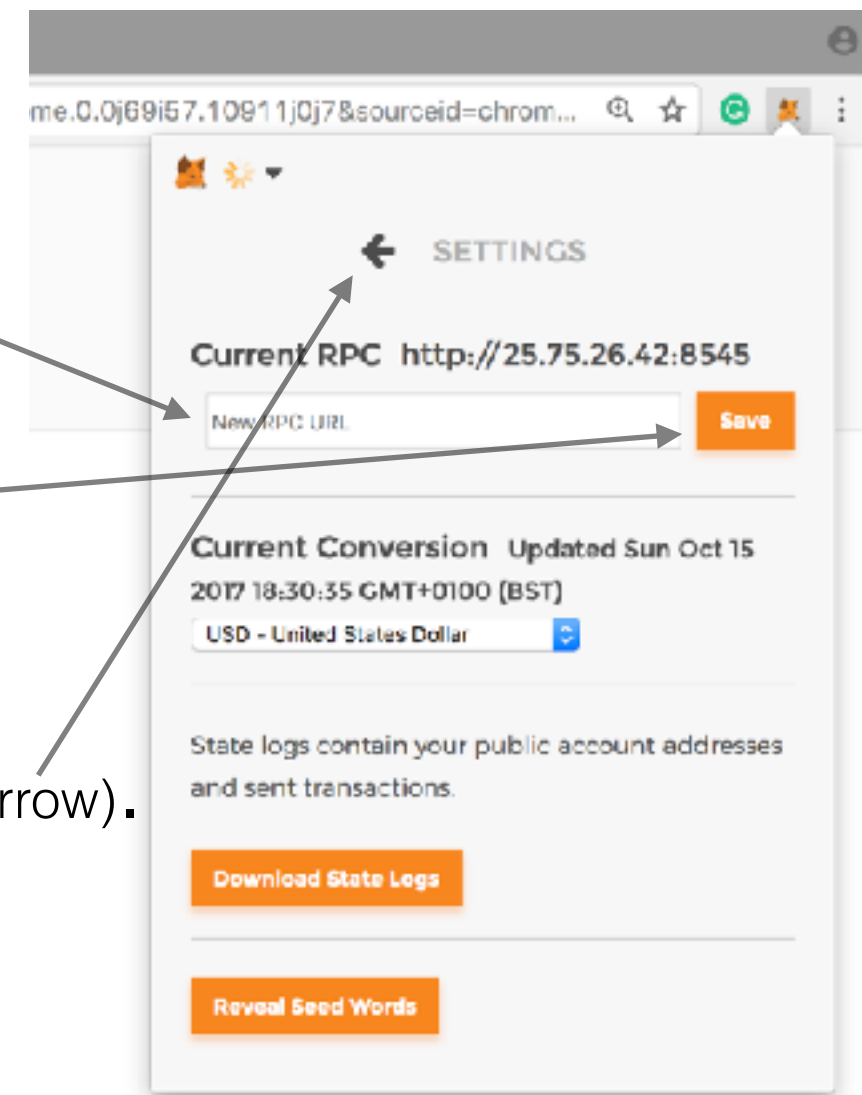 me.0.0j69i57.10911j0j7&sourceid=chrom...
SETTINGS
Current RPC http://25.75.26.42:8545
New RPC URL
Save
Current Conversion Updated Sun Oct 15
2017 18:30:35 GMT+0100 (BST)
USD - United States Dollar
State logs contain your public account addresses
and sent transactions.
rrow).
Download State Logs
Reveal Seed Words